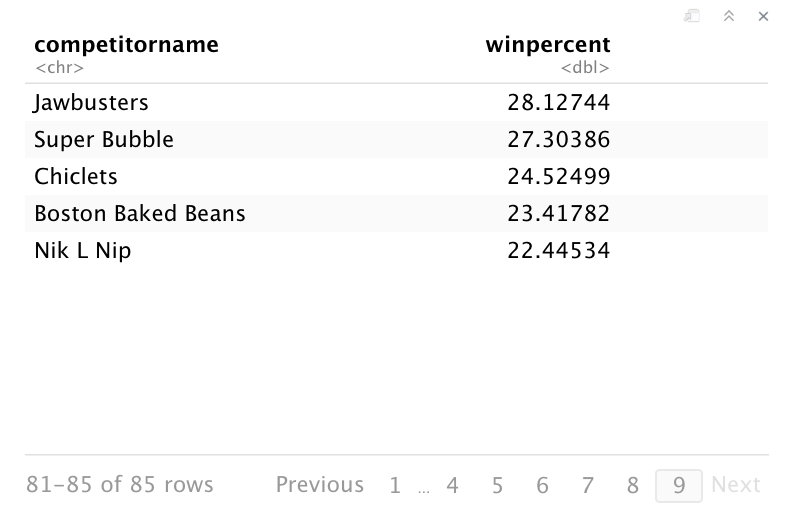 competitorname winpercent
<chr> <dbl>
Jawbusters 28.12744
Super Bubble 27.30386
Chiclets 24.52499
Boston Baked Beans 23.41782
Nik L Nip 22.44534
81-85 of 85 rows Previous 1 ... 4 5 6 7 8 9 Next